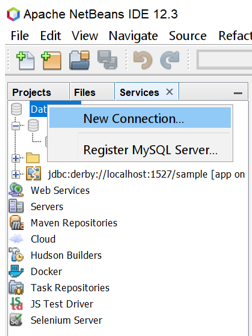 Apache NetBeans IDE 12.3
File Edit View Navigate Source Refac
Projects Files Services
Dat
New Connection...
Register MySQL Server...
jdbc:derby://localhost:1527/sample [app on
Web Services
Servers
Maven Repositories
Cloud
Hudson Builders
Docker
Task Repositories
JS Test Driver
Selenium Server